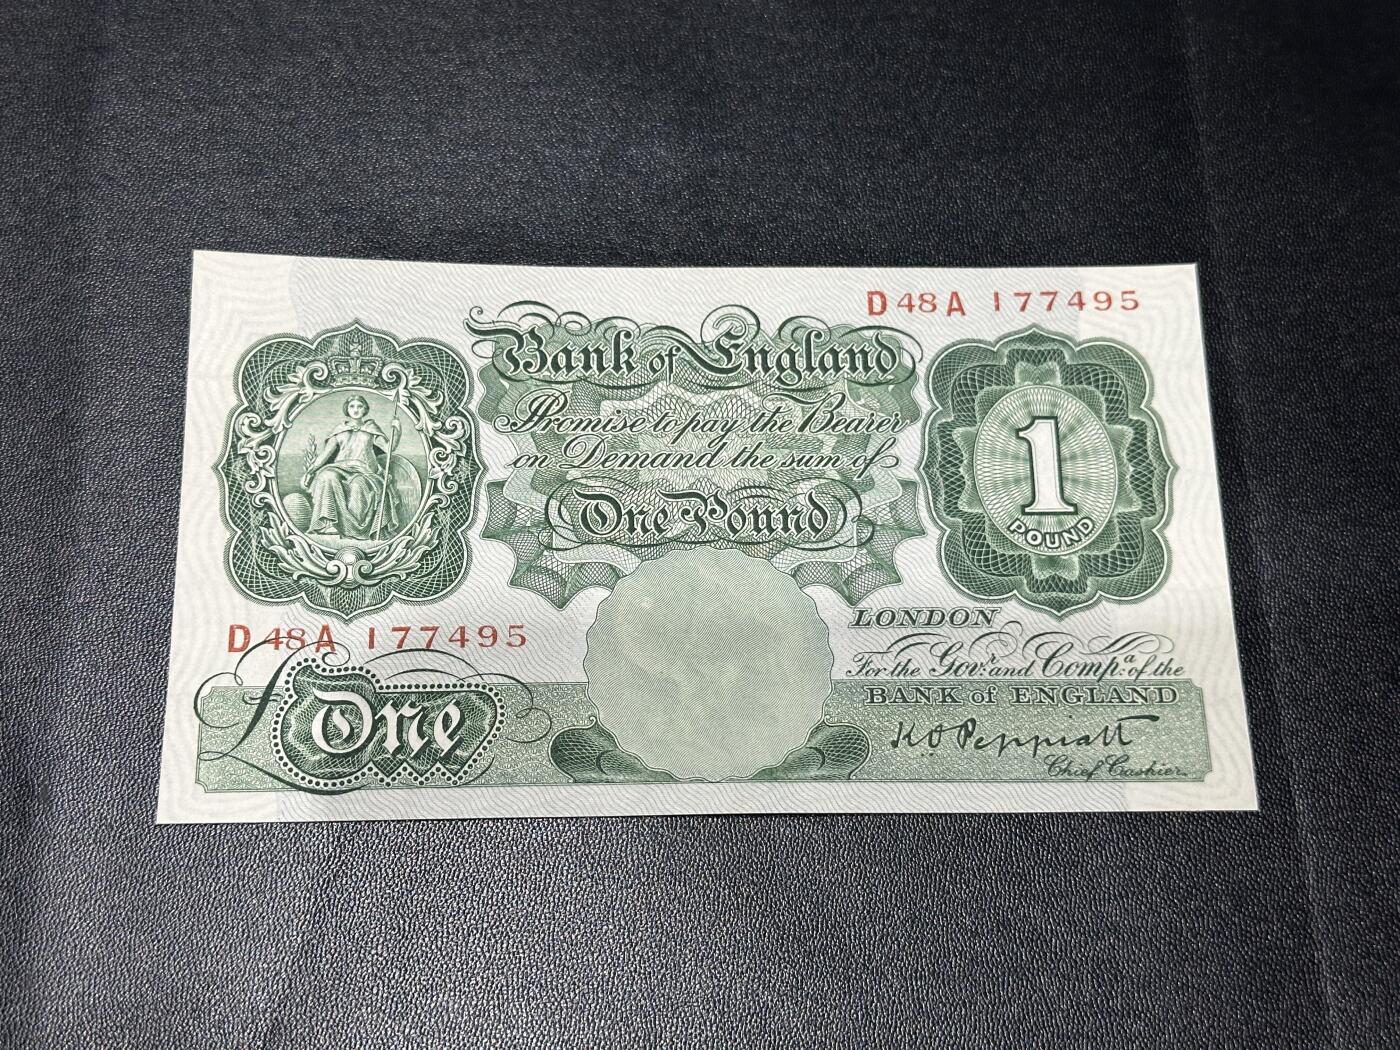 D48A 177495
Bank of England
Promise to pay the Bearer
on Demand the sum of
One Pound
1
POUND
D48A 177495
£One
LONDON
For the Govr. and Compa. of the
BANK of ENGLAND
K O Peppiatt
Chief Cashier.